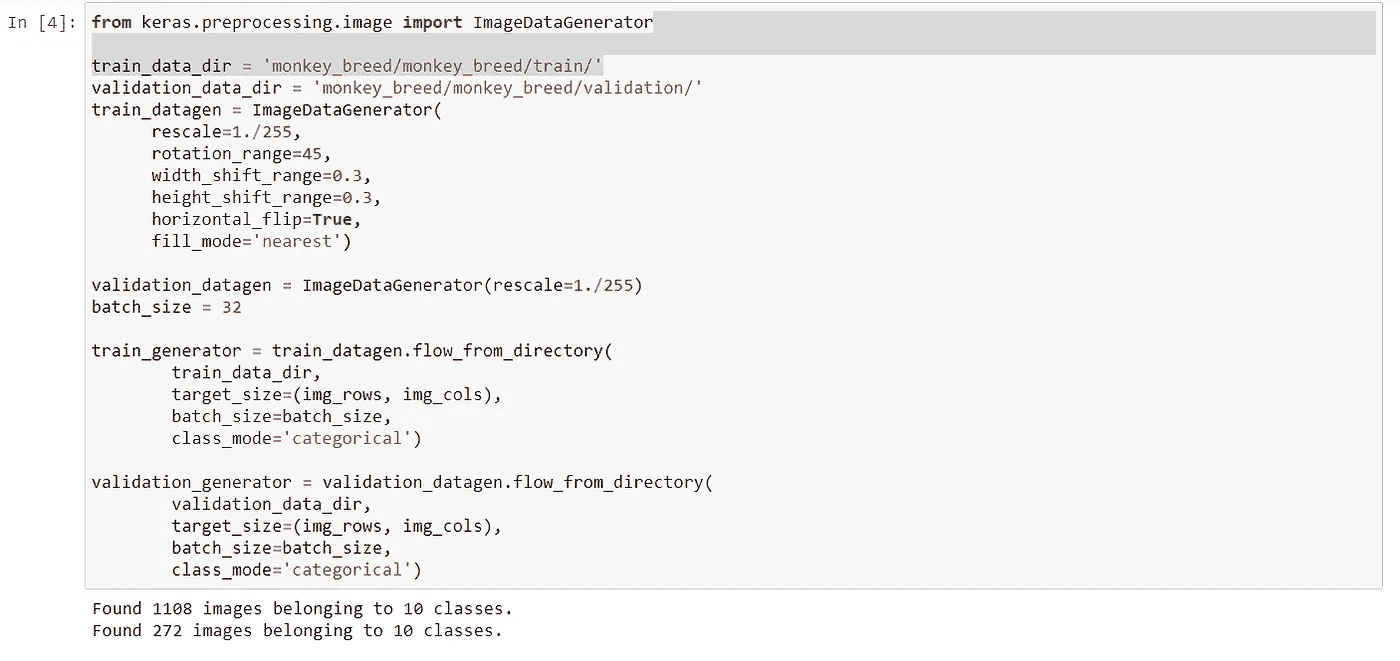 In [4]: from keras.preprocessing.image import ImageDataGenerator
train_data_dir = 'monkey_breed/monkey_breed/train/'
validation_data_dir = 'monkey_breed/monkey_breed/validation/'
train_datagen = ImageDataGenerator(
      rescale=1./255,
      rotation_range=45,
      width_shift_range=0.3,
      height_shift_range=0.3,
      horizontal_flip=True,
      fill_mode='nearest')
validation_datagen = ImageDataGenerator(rescale=1./255)
batch_size = 32
train_generator = train_datagen.flow_from_directory(
        train_data_dir,
        target_size=(img_rows, img_cols),
        batch_size=batch_size,
        class_mode='categorical')
validation_generator = validation_datagen.flow_from_directory(
        validation_data_dir,
        target_size=(img_rows, img_cols),
        batch_size=batch_size,
        class_mode='categorical')
Found 1108 images belonging to 10 classes.
Found 272 images belonging to 10 classes.